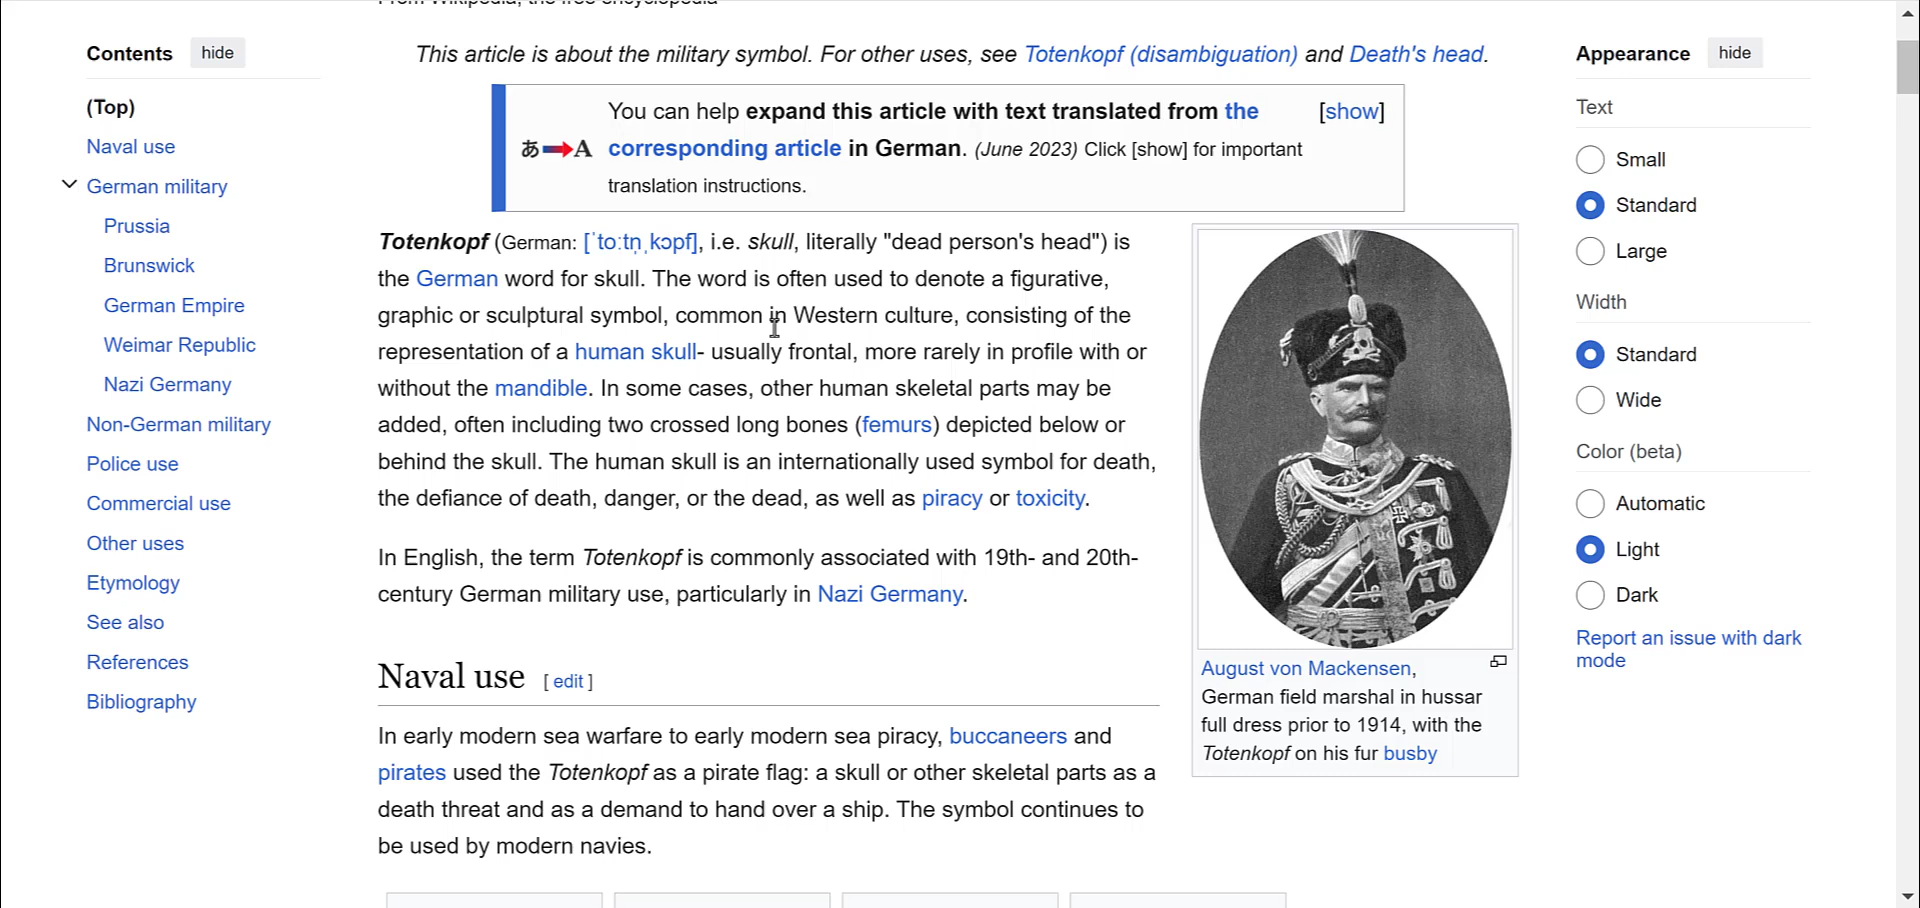 Contents hide
(Top)
Naval use
German military
Prussia
Brunswick
German Empire
Weimar Republic
Nazi Germany
Non-German military
Police use
Commercial use
Other uses
Etymology
See also
References
Bibliography
From Wikipedia, the free encyclopedia
This article is about the military symbol. For other uses, see Totenkopf (disambiguation) and Death's head.
あ A
You can help expand this article with text translated from the [show]
corresponding article in German. (June 2023) Click [show] for important
translation instructions.
Totenkopf (German: [ˈtoːtn̩ˌkɔpf], i.e. skull, literally "dead person's head") is
the German word for skull. The word is often used to denote a figurative,
graphic or sculptural symbol, common in Western culture, consisting of the
representation of a human skull- usually frontal, more rarely in profile with or
without the mandible. In some cases, other human skeletal parts may be
added, often including two crossed long bones (femurs) depicted below or
behind the skull. The human skull is an internationally used symbol for death,
the defiance of death, danger, or the dead, as well as piracy or toxicity.
In English, the term Totenkopf is commonly associated with 19th- and 20th-
century German military use, particularly in Nazi Germany.
Naval use [ edit ]
In early modern sea warfare to early modern sea piracy, buccaneers and
pirates used the Totenkopf as a pirate flag: a skull or other skeletal parts as a
death threat and as a demand to hand over a ship. The symbol continues to
be used by modern navies.
August von Mackensen,
German field marshal in hussar
full dress prior to 1914, with the
Totenkopf on his fur busby
Appearance hide
Text
Small
Standard
Large
Width
Standard
Wide
Color (beta)
Automatic
Light
Dark
Report an issue with dark
mode